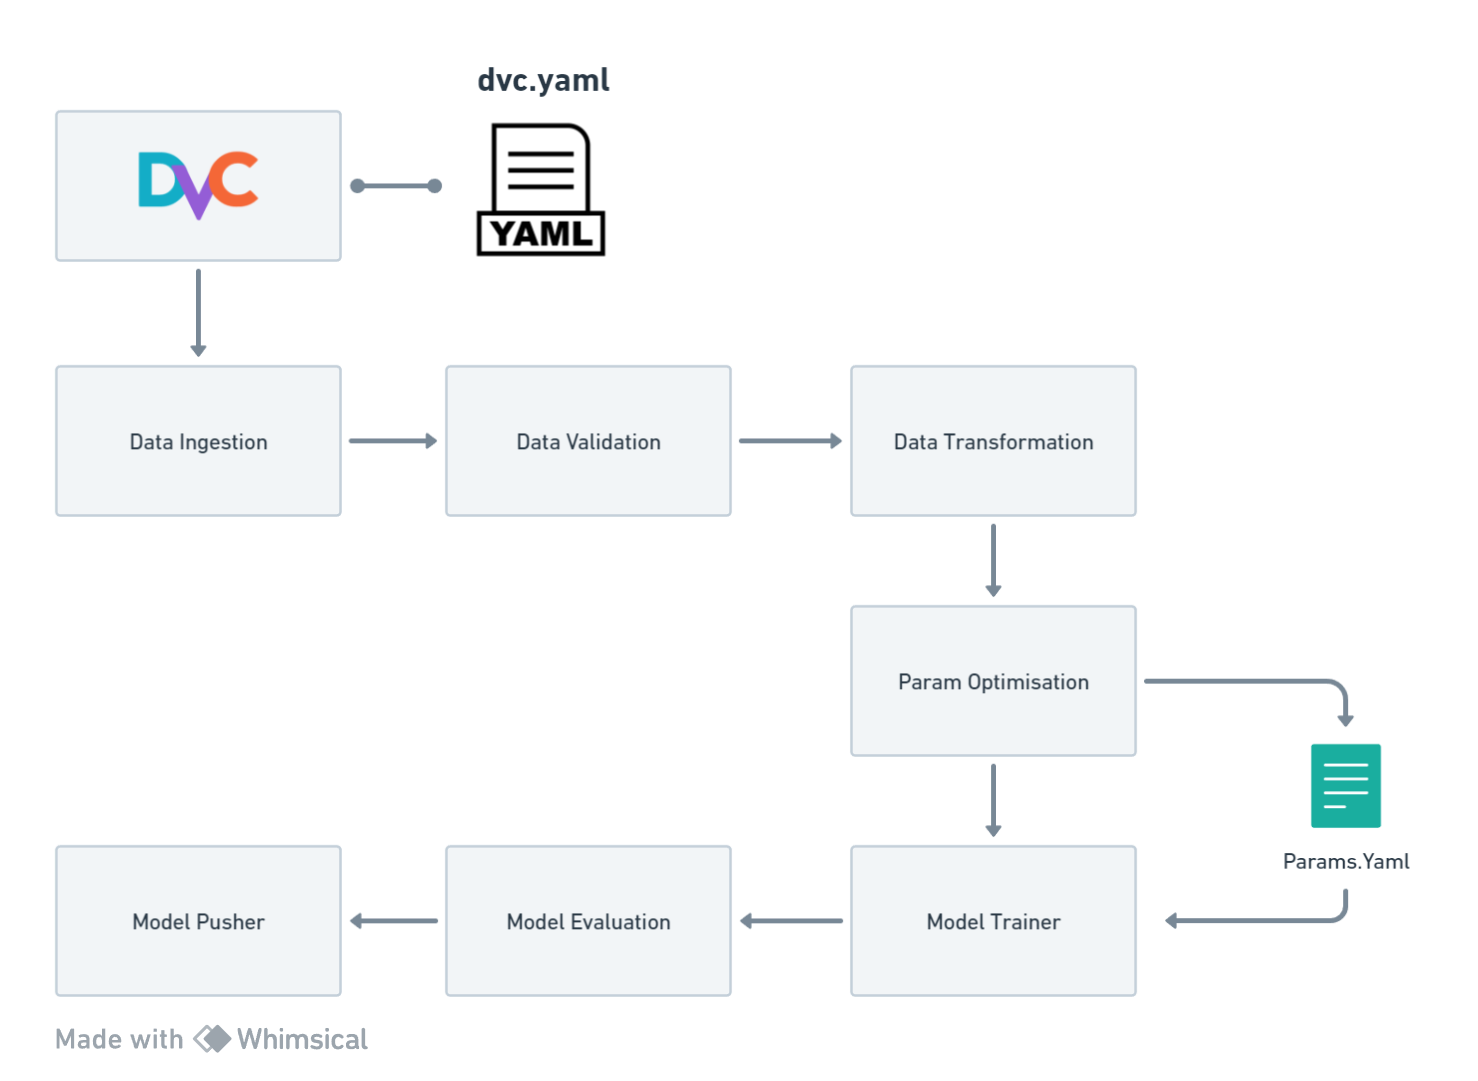 dvc.yaml
DVC
YAML
Data Ingestion
Data Validation
Data Transformation
Param Optimisation
Params.Yaml
Model Pusher
Model Evaluation
Model Trainer
Made with Whimsical